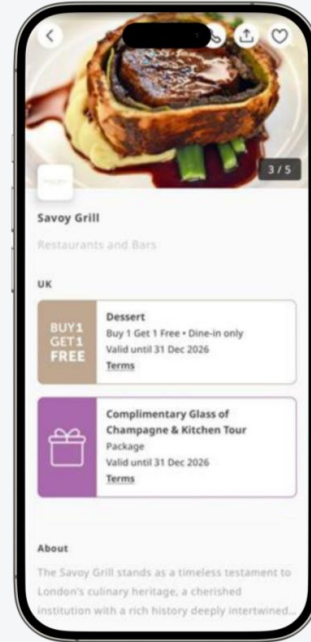 3 / 5
Savoy Grill
Restaurants and Bars
UK
BUY1
GET1
FREE
Dessert
Buy 1 Get 1 Free • Dine-in only
Valid until 31 Dec 2026
Terms
Complimentary Glass of
Champagne & Kitchen Tour
Package
Valid until 31 Dec 2026
Terms
About
The Savoy Grill stands as a timeless testament to
London's culinary heritage, a cherished
institution with a rich history deeply intertwined...